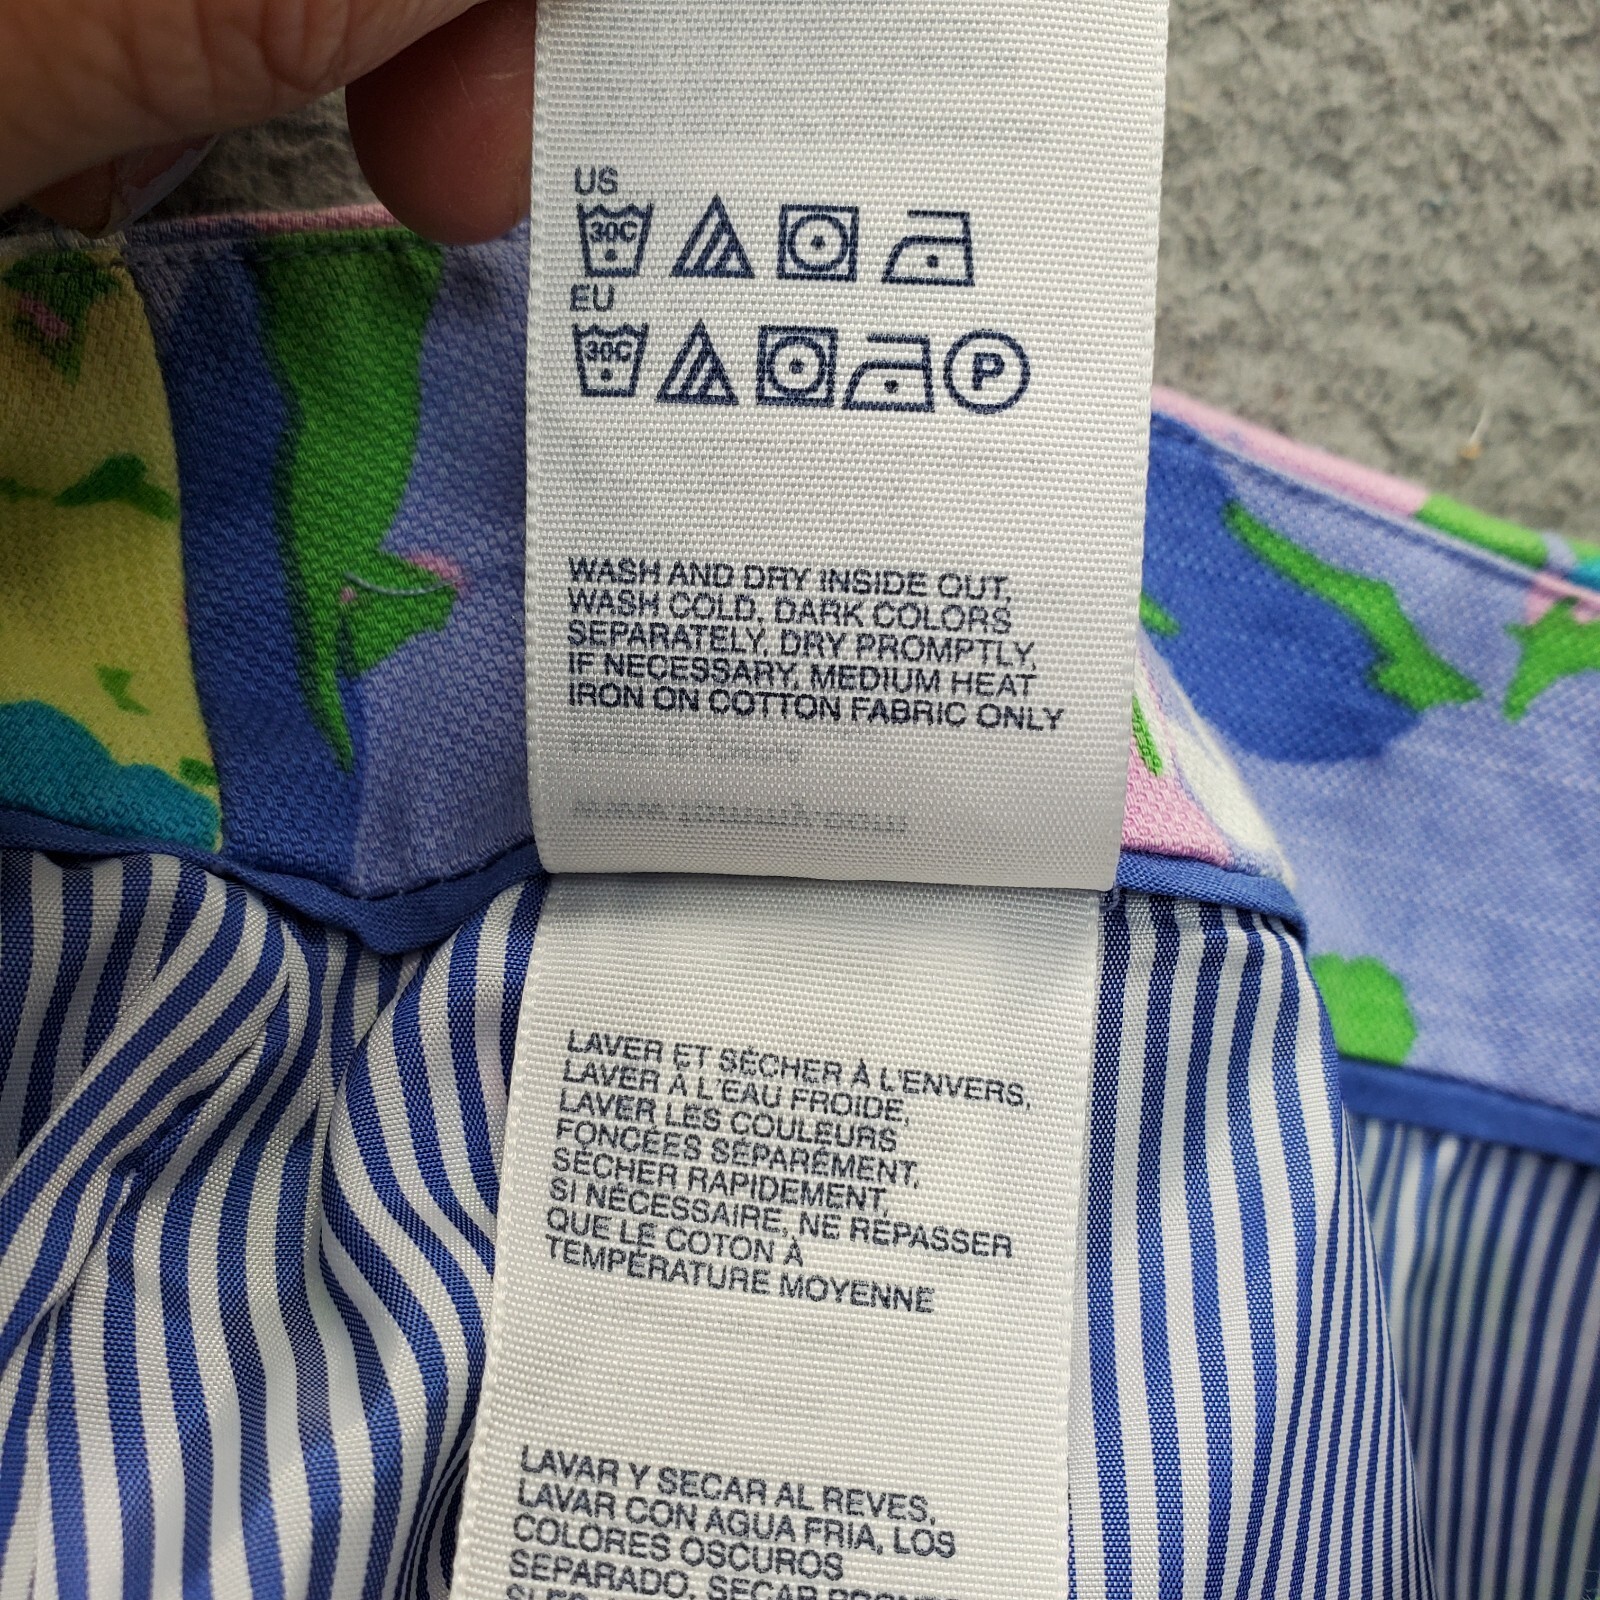 US
30C
EU
30C
P
WASH AND DRY INSIDE OUT,
WASH COLD, DARK COLORS
SEPARATELY, DRY PROMPTLY,
IF NECESSARY, MEDIUM HEAT
IRON ON COTTON FABRIC ONLY
LAVER ET SÉCHER À L'ENVERS,
LAVER À L'EAU FROIDE,
LAVER LES COULEURS
FONCÉES SÉPARÉMENT,
SÉCHER RAPIDEMENT,
SI NÉCESSAIRE, NE REPASSER
QUE LE COTON À
TEMPÉRATURE MOYENNE
LAVAR Y SECAR AL REVES,
LAVAR CON AGUA FRIA, LOS
COLORES OSCUROS
SEPARADO, SECAR